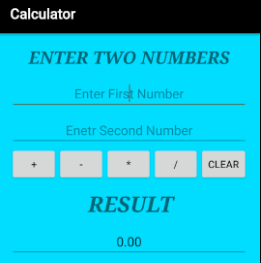 Calculator
ENTER TWO NUMBERS
Enter First Number
Enetr Second Number
+ - * / CLEAR
RESULT
0.00